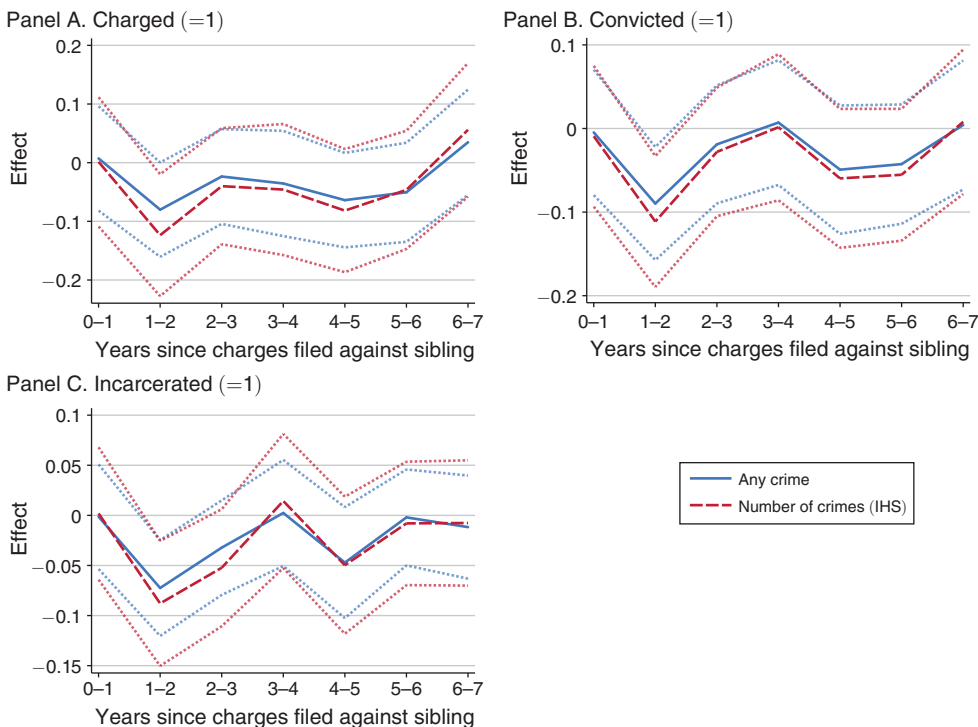 Panel A. Charged (=1)
0.2
0.1
0
−0.1
−0.2
Effect
0–1 1–2 2–3 3–4 4–5 5–6 6–7
Years since charges filed against sibling
Panel B. Convicted (=1)
0.1
0
−0.1
−0.2
Effect
0–1 1–2 2–3 3–4 4–5 5–6 6–7
Years since charges filed against sibling
Panel C. Incarcerated (=1)
0.1
0.05
0
−0.05
−0.1
−0.15
Effect
0–1 1–2 2–3 3–4 4–5 5–6 6–7
Years since charges filed against sibling
Any crime
Number of crimes (IHS)